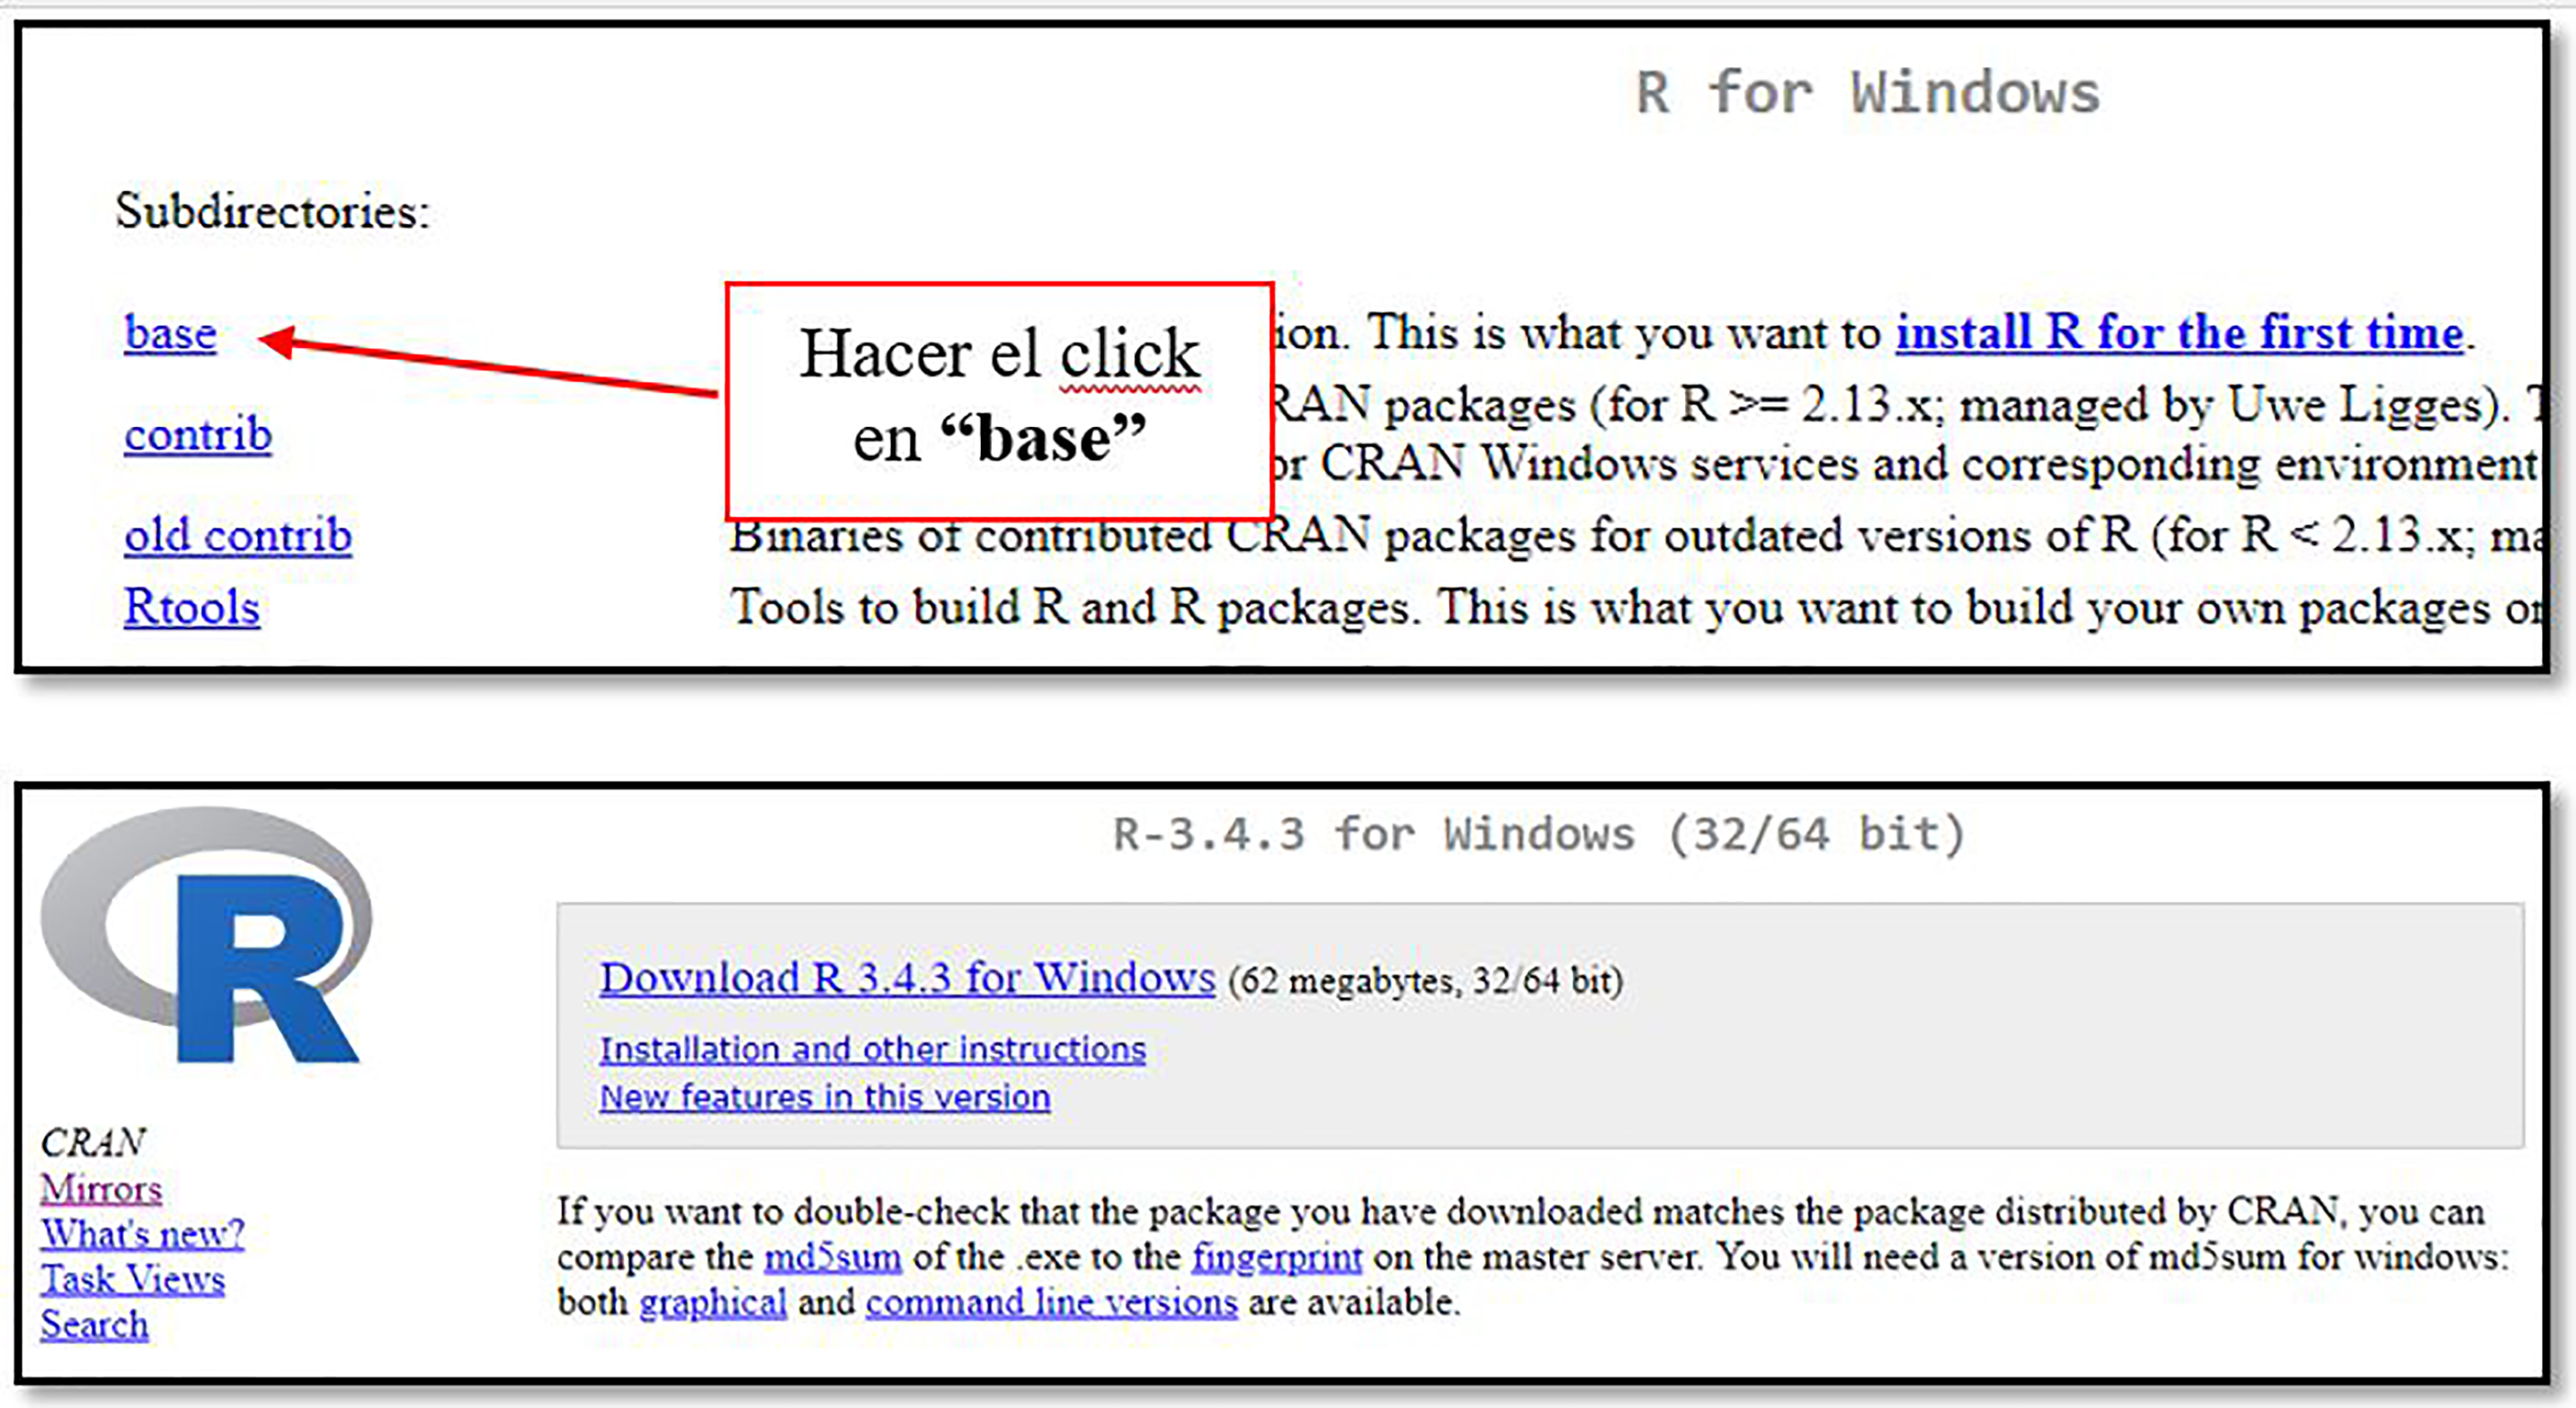 R for Windows
Subdirectories:
base
ion. This is what you want to install R for the first time.
Hacer el click
en “base”
contrib
RAN packages (for R >= 2.13.x; managed by Uwe Ligges).
or CRAN Windows services and corresponding environment
old contrib
Binaries of contributed CRAN packages for outdated versions of R (for R < 2.13.x; ma
Rtools
Tools to build R and R packages. This is what you want to build your own packages or
R
R-3.4.3 for Windows (32/64 bit)
Download R 3.4.3 for Windows (62 megabytes, 32/64 bit)
Installation and other instructions
New features in this version
CRAN
Mirrors
What's new?
Task Views
Search
If you want to double-check that the package you have downloaded matches the package distributed by CRAN, you can
compare the md5sum of the .exe to the fingerprint on the master server. You will need a version of md5sum for windows:
both graphical and command line versions are available.